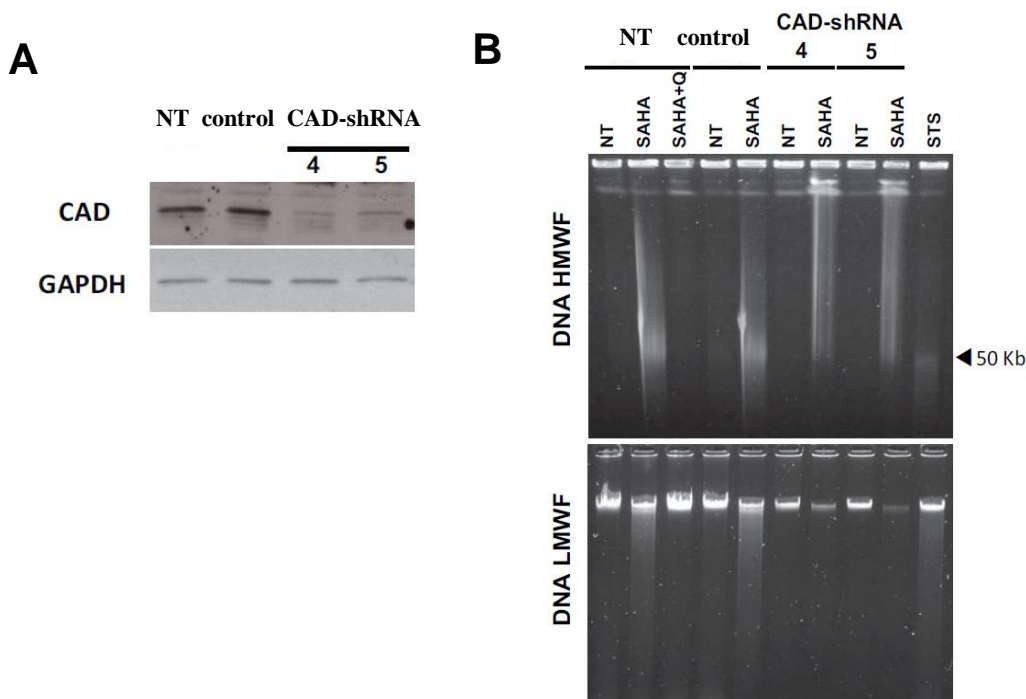 A
NT control CAD-shRNA
4 5
CAD
GAPDH
B
NT control CAD-shRNA
4 5
NT SAHA SAHA+Q NT SAHA NT SAHA NT SAHA STS
DNA HMWF
50 Kb
DNA LMWF